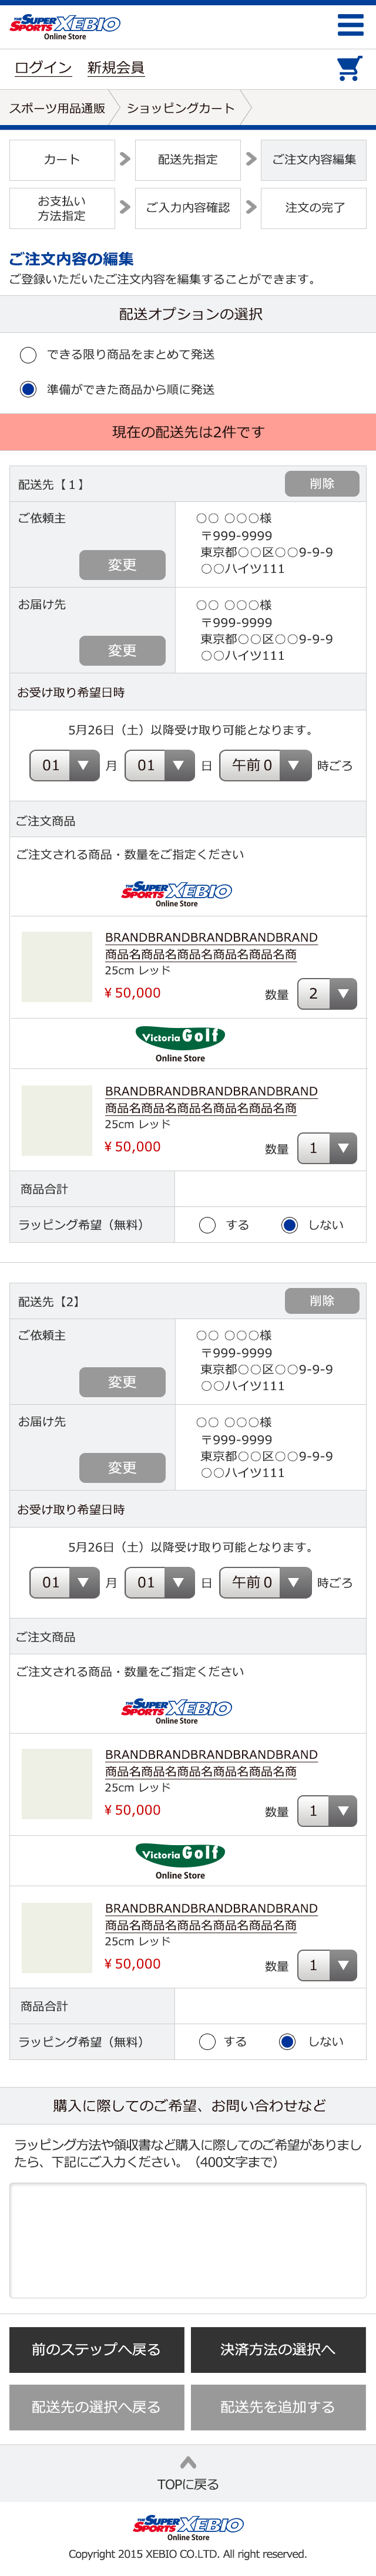 THE SUPER SPORTS XEBIO
Online Store
ログイン 新規会員
スポーツ用品通販 ショッピングカート
カート 配送先指定 ご注文内容編集
お支払い
方法指定
ご入力内容確認 注文の完了
ご注文内容の編集
ご登録いただいたご注文内容を編集することができます。
配送オプションの選択
できる限り商品をまとめて発送
準備ができた商品から順に発送
現在の配送先は2件です
配送先【１】 削除
ご依頼主
変更
○○ ○○○様
〒999-9999
東京都○○区○○9-9-9
○○ハイツ111
お届け先
変更
○○ ○○○様
〒999-9999
東京都○○区○○9-9-9
○○ハイツ111
お受け取り希望日時
5月26日（土）以降受け取り可能となります。
01 ▼ 月 01 ▼ 日 午前０ ▼ 時ごろ
ご注文商品
ご注文される商品・数量をご指定ください
THE SUPER SPORTS XEBIO
Online Store
BRANDBRANDBRANDBRANDBRAND
商品名商品名商品名商品名商品名商
25cm レッド
¥50,000
数量 2 ▼
Victoria Golf
Online Store
BRANDBRANDBRANDBRANDBRAND
商品名商品名商品名商品名商品名商
25cm レッド
¥50,000
数量 1 ▼
商品合計
ラッピング希望（無料） する しない
配送先【2】 削除
ご依頼主
変更
○○ ○○○様
〒999-9999
東京都○○区○○9-9-9
○○ハイツ111
お届け先
変更
○○ ○○○様
〒999-9999
東京都○○区○○9-9-9
○○ハイツ111
お受け取り希望日時
5月26日（土）以降受け取り可能となります。
01 ▼ 月 01 ▼ 日 午前０ ▼ 時ごろ
ご注文商品
ご注文される商品・数量をご指定ください
THE SUPER SPORTS XEBIO
Online Store
BRANDBRANDBRANDBRANDBRAND
商品名商品名商品名商品名商品名商
25cm レッド
¥50,000
数量 1 ▼
Victoria Golf
Online Store
BRANDBRANDBRANDBRANDBRAND
商品名商品名商品名商品名商品名商
25cm レッド
¥50,000
数量 1 ▼
商品合計
ラッピング希望（無料） する しない
購入に際してのご希望、お問い合わせなど
ラッピング方法や領収書など購入に際してのご希望がありまし
たら、下記にご入力ください。（400文字まで）
前のステップへ戻る 決済方法の選択へ
配送先の選択へ戻る 配送先を追加する
TOPに戻る
THE SUPER SPORTS XEBIO
Online Store
Copyright 2015 XEBIO CO.LTD. All right reserved.